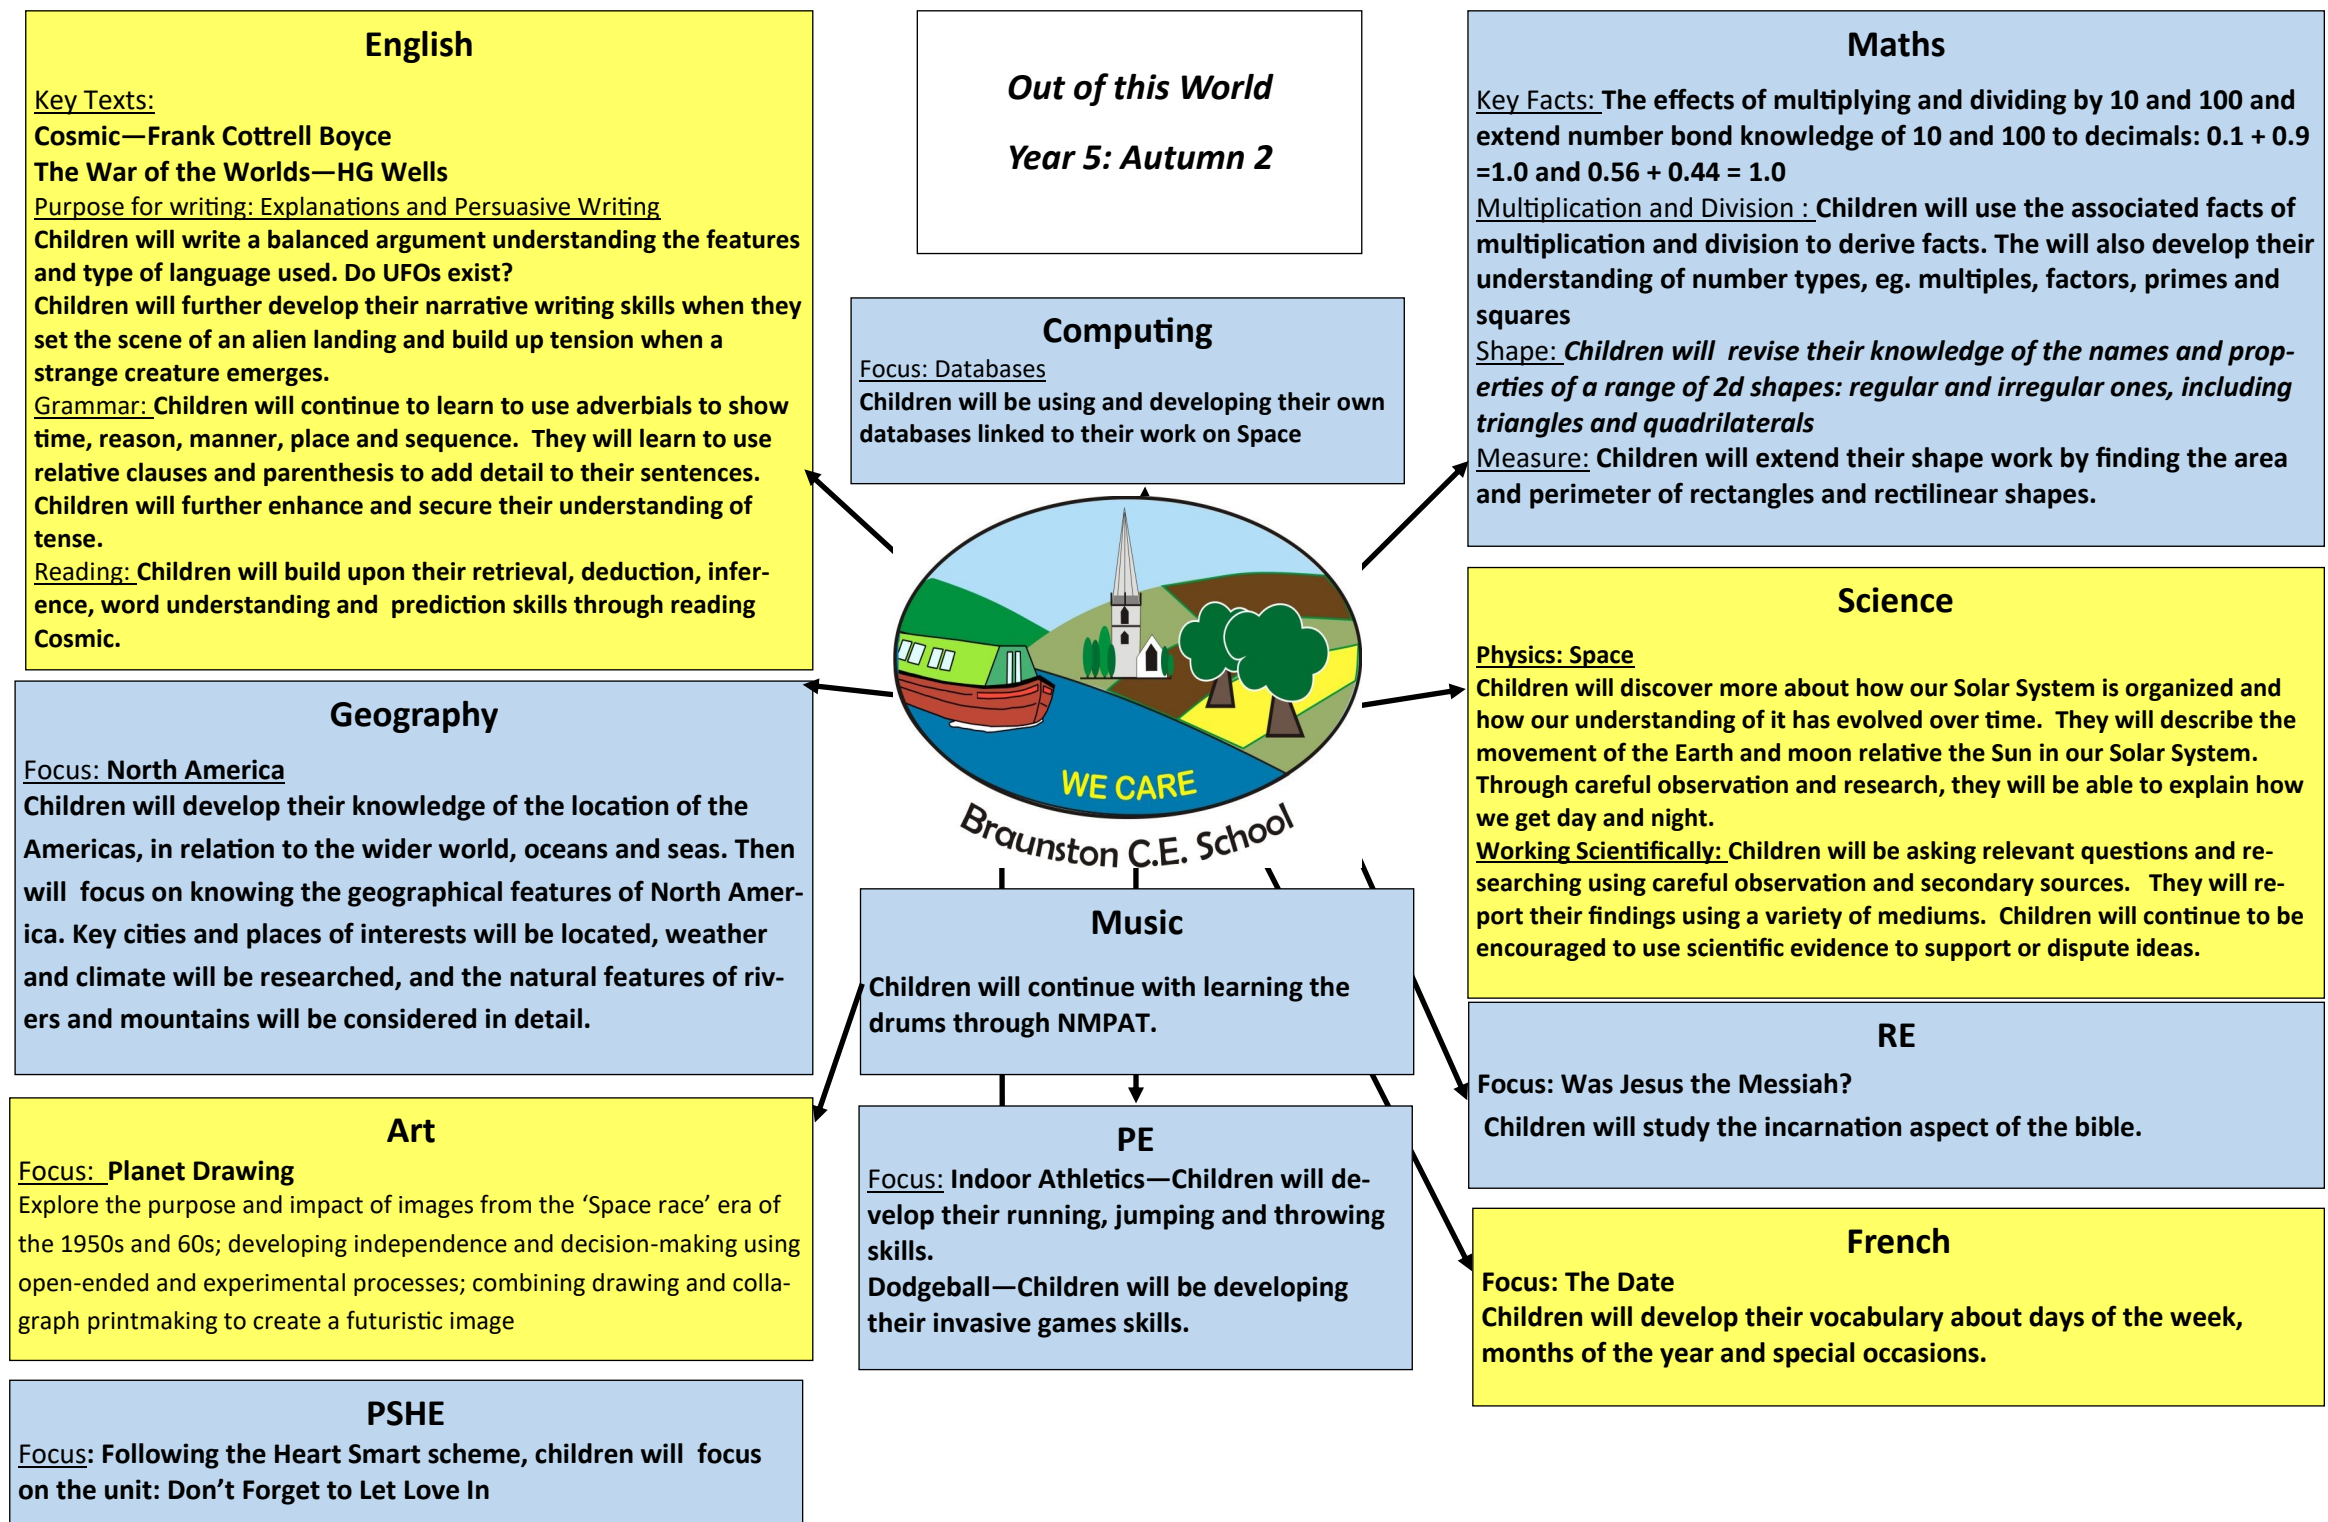 English
Key Texts:
Cosmic—Frank Cottrell Boyce
The War of the Worlds—HG Wells
Purpose for writing: Explanations and Persuasive Writing
Children will write a balanced argument understanding the features
and type of language used. Do UFOs exist?
Children will further develop their narrative writing skills when they
set the scene of an alien landing and build up tension when a
strange creature emerges.
Grammar: Children will continue to learn to use adverbials to show
time, reason, manner, place and sequence.  They will learn to use
relative clauses and parenthesis to add detail to their sentences.
Children will further enhance and secure their understanding of
tense.
Reading: Children will build upon their retrieval, deduction, infer-
ence, word understanding and  prediction skills through reading
Cosmic.
Out of this World
Year 5: Autumn 2
Computing
Focus: Databases
Children will be using and developing their own
databases linked to their work on Space
Maths
Key Facts: The effects of multiplying and dividing by 10 and 100 and
extend number bond knowledge of 10 and 100 to decimals: 0.1 + 0.9
=1.0 and 0.56 + 0.44 = 1.0
Multiplication and Division : Children will use the associated facts of
multiplication and division to derive facts. The will also develop their
understanding of number types, eg. multiples, factors, primes and
squares
Shape: Children will  revise their knowledge of the names and prop-
erties of a range of 2d shapes: regular and irregular ones, including
triangles and quadrilaterals
Measure: Children will extend their shape work by finding the area
and perimeter of rectangles and rectilinear shapes.
Geography
Focus: North America
Children will develop their knowledge of the location of the
Americas, in relation to the wider world, oceans and seas. Then
will  focus on knowing the geographical features of North Amer-
ica. Key cities and places of interests will be located, weather
and climate will be researched, and the natural features of riv-
ers and mountains will be considered in detail.
WE CARE
Braunston C.E. School
Science
Physics: Space
Children will discover more about how our Solar System is organized and
how our understanding of it has evolved over time.  They will describe the
movement of the Earth and moon relative the Sun in our Solar System.
Through careful observation and research, they will be able to explain how
we get day and night.
Working Scientifically: Children will be asking relevant questions and re-
searching using careful observation and secondary sources.   They will re-
port their findings using a variety of mediums.  Children will continue to be
encouraged to use scientific evidence to support or dispute ideas.
Music
Children will continue with learning the
drums through NMPAT.
RE
Focus: Was Jesus the Messiah?
Children will study the incarnation aspect of the bible.
Art
Focus: Planet Drawing
Explore the purpose and impact of images from the ‘Space race’ era of
the 1950s and 60s; developing independence and decision-making using
open-ended and experimental processes; combining drawing and colla-
graph printmaking to create a futuristic image
PE
Focus: Indoor Athletics—Children will de-
velop their running, jumping and throwing
skills.
Dodgeball—Children will be developing
their invasive games skills.
French
Focus: The Date
Children will develop their vocabulary about days of the week,
months of the year and special occasions.
PSHE
Focus: Following the Heart Smart scheme, children will  focus
on the unit: Don’t Forget to Let Love In